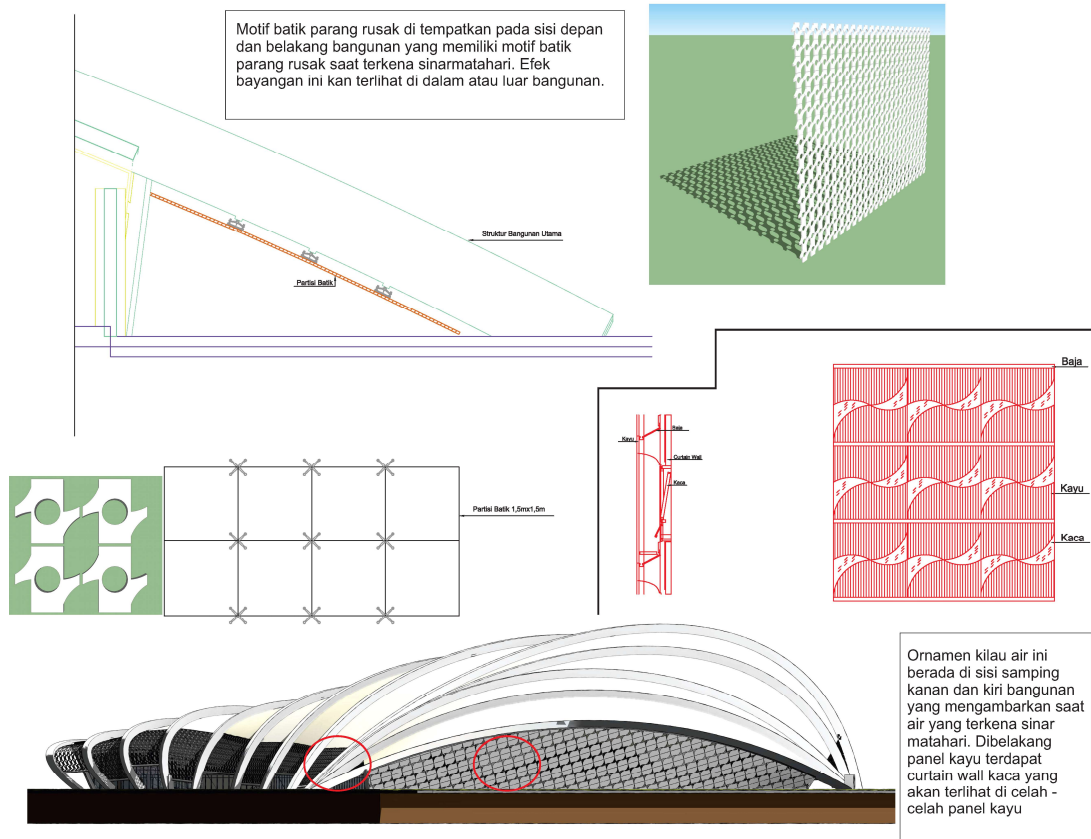 Motif batik parang rusak di tempatkan pada sisi depan
dan belakang bangunan yang memiliki motif batik
parang rusak saat terkena sinarmatahari. Efek
bayangan ini kan terlihat di dalam atau luar bangunan.
Struktur Bangunan Utama
Partisi Batik
Baja
Kayu
Kaca
Kayu
Baja
Curtain Wall
Kaca
Partisi Batik 1,5mx1,5m
Ornamen kilau air ini
berada di sisi samping
kanan dan kiri bangunan
yang mengambarkan saat
air yang terkena sinar
matahari. Dibelakang
panel kayu terdapat
curtain wall kaca yang
akan terlihat di celah -
celah panel kayu